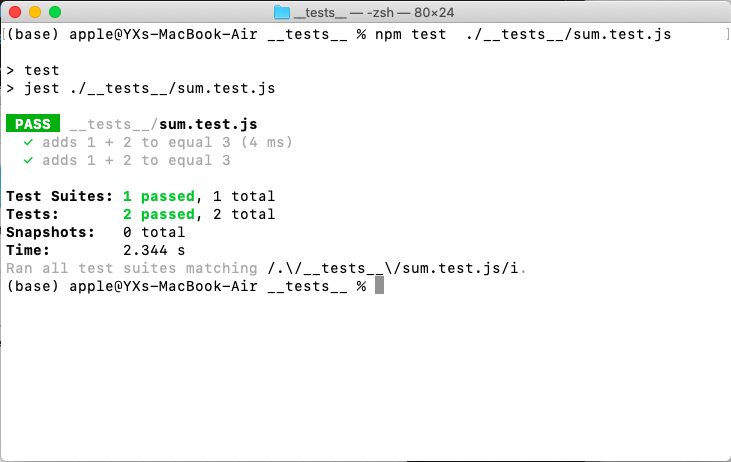 __tests__ — -zsh — 80×24
(base) apple@YXs-MacBook-Air __tests__ % npm test  ./__tests__/sum.test.js
> test
> jest ./__tests__/sum.test.js
PASS __tests__/sum.test.js
✓ adds 1 + 2 to equal 3 (4 ms)
✓ adds 1 + 2 to equal 3
Test Suites: 1 passed, 1 total
Tests:       2 passed, 2 total
Snapshots:   0 total
Time:        2.344 s
Ran all test suites matching /.\/__tests__\/sum.test.js/i.
(base) apple@YXs-MacBook-Air __tests__ %